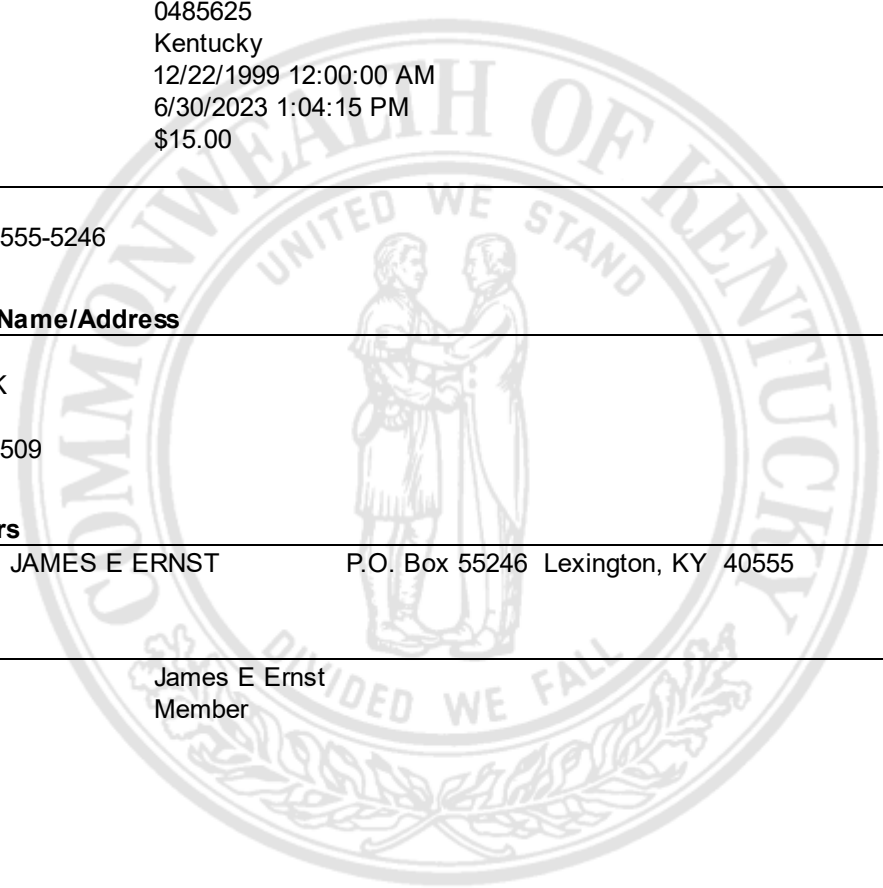 0485625
Kentucky
12/22/1999 12:00:00 AM
6/30/2023 1:04:15 PM
$15.00
COMMONWEALTH OF KENTUCKY
UNITED WE STAND
555-5246
Name/Address
K
509
rs
JAMES E ERNST P.O. Box 55246 Lexington, KY 40555
DIVIDED WE FALL
James E Ernst
Member